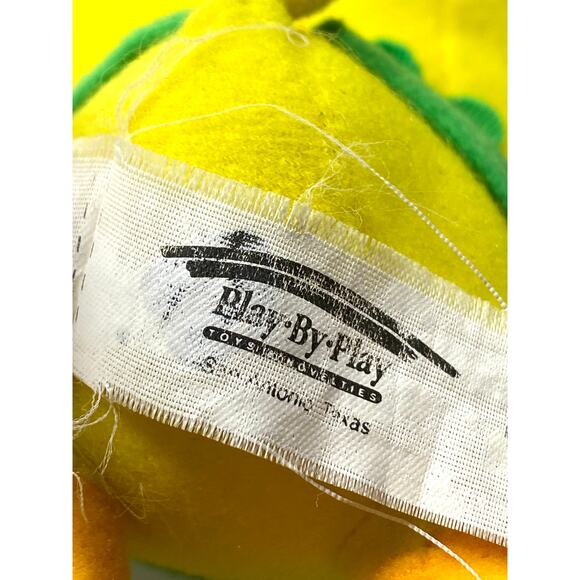 Play·By·Play
TOYS & NOVELTIES
San Antonio, Texas